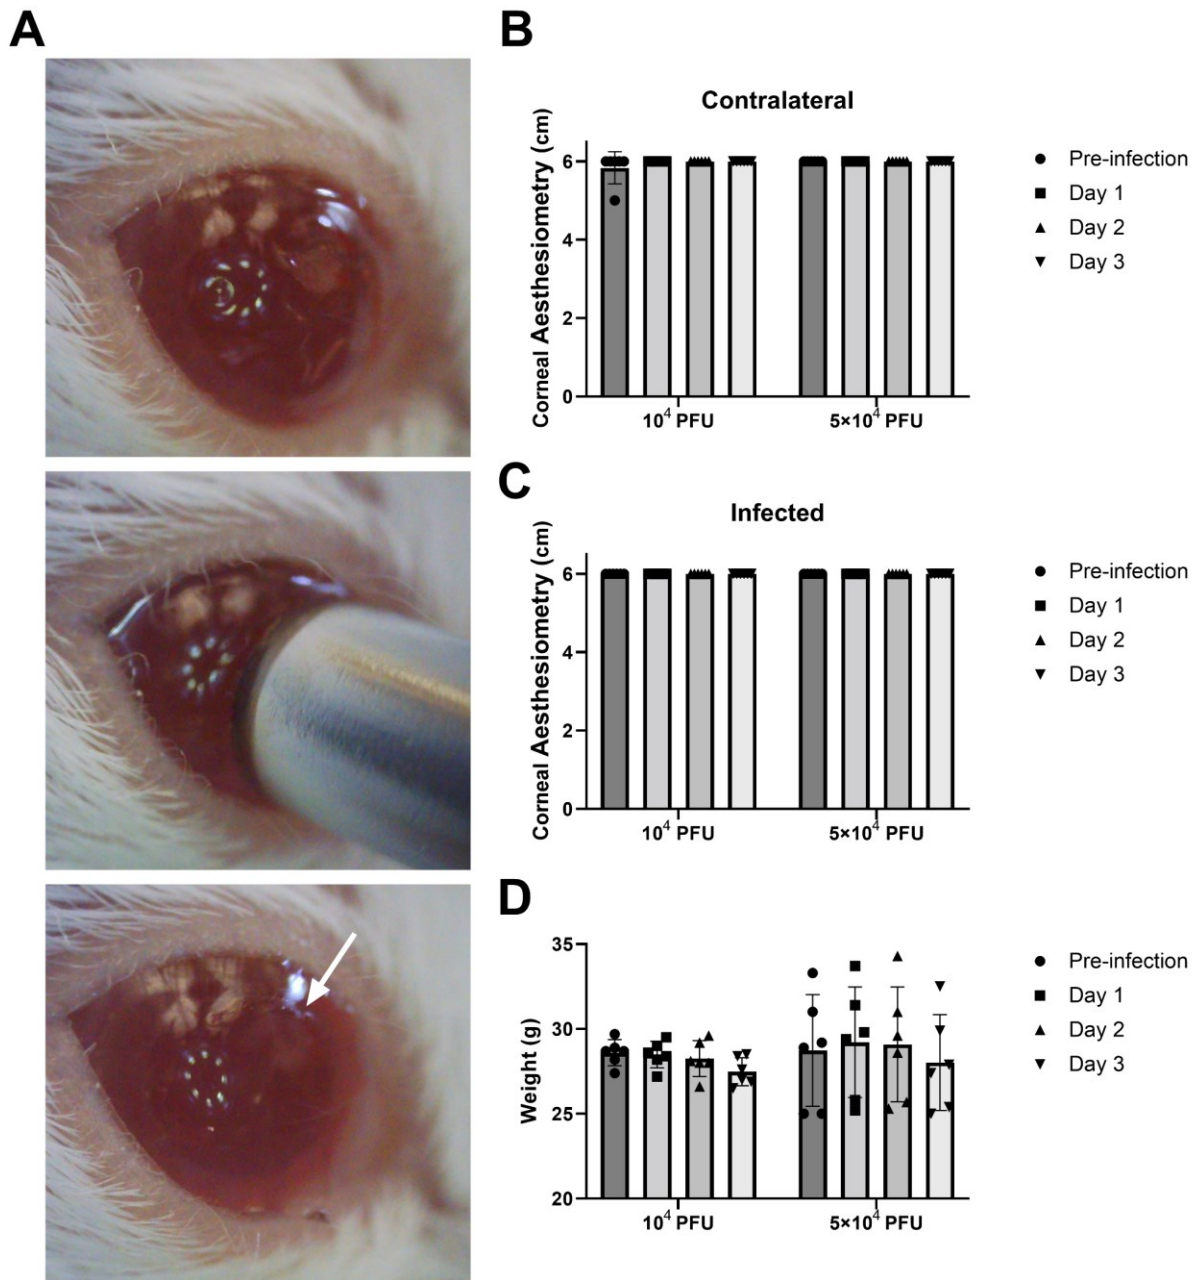 A
B
Contralateral
Corneal Aesthesiometry (cm)
6
4
2
0
10⁴ PFU
5×10⁴ PFU
Pre-infection
Day 1
Day 2
Day 3
C
Infected
Corneal Aesthesiometry (cm)
6
4
2
0
10⁴ PFU
5×10⁴ PFU
Pre-infection
Day 1
Day 2
Day 3
D
Weight (g)
35
30
25
20
10⁴ PFU
5×10⁴ PFU
Pre-infection
Day 1
Day 2
Day 3